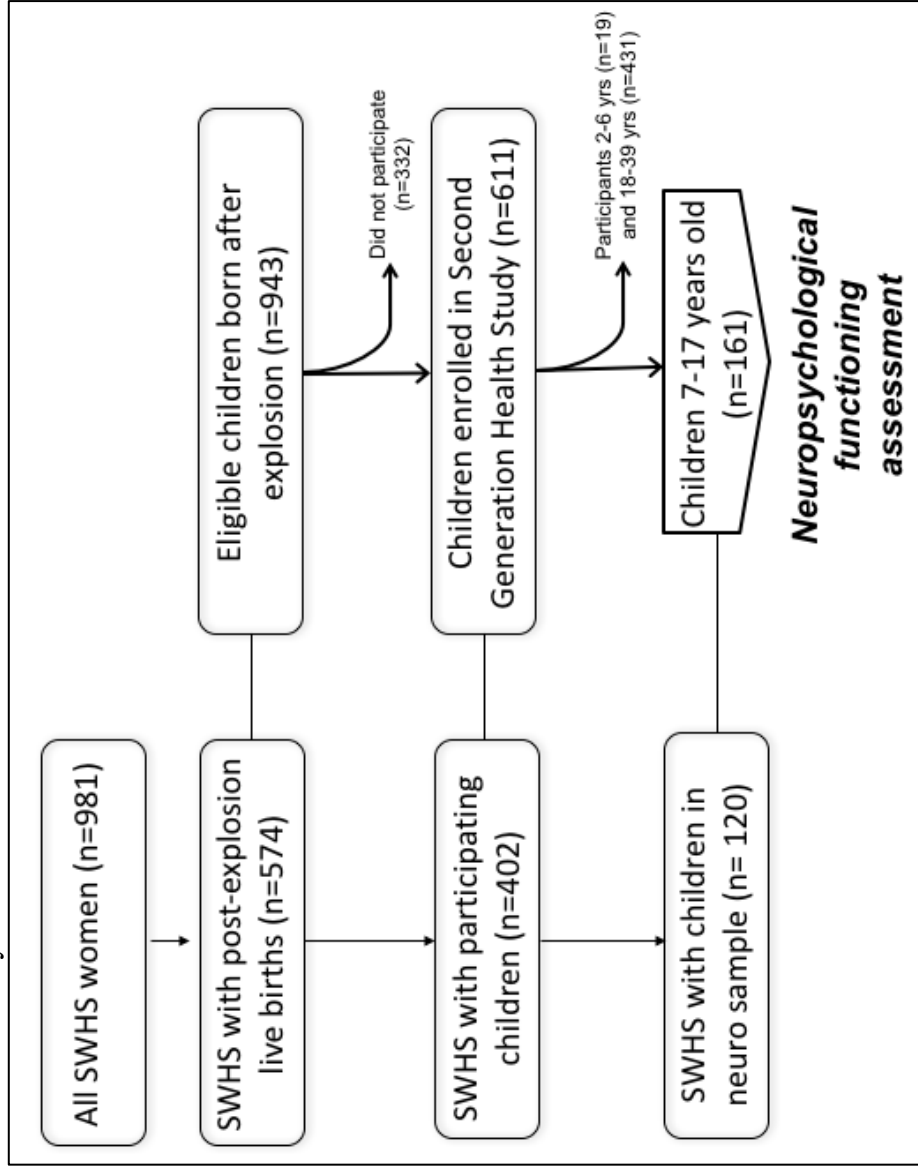 All SWHS women (n=981)
SWHS with post-explosion
live births (n=574)
Eligible children born after
explosion (n=943)
Did not participate
(n=332)
SWHS with participating
children (n=402)
Children enrolled in Second
Generation Health Study (n=611)
Participants 2-6 yrs (n=19)
and 18-39 yrs (n=431)
SWHS with children in
neuro sample (n= 120)
Children 7-17 years old
(n=161)
Neuropsychological
functioning
assessment